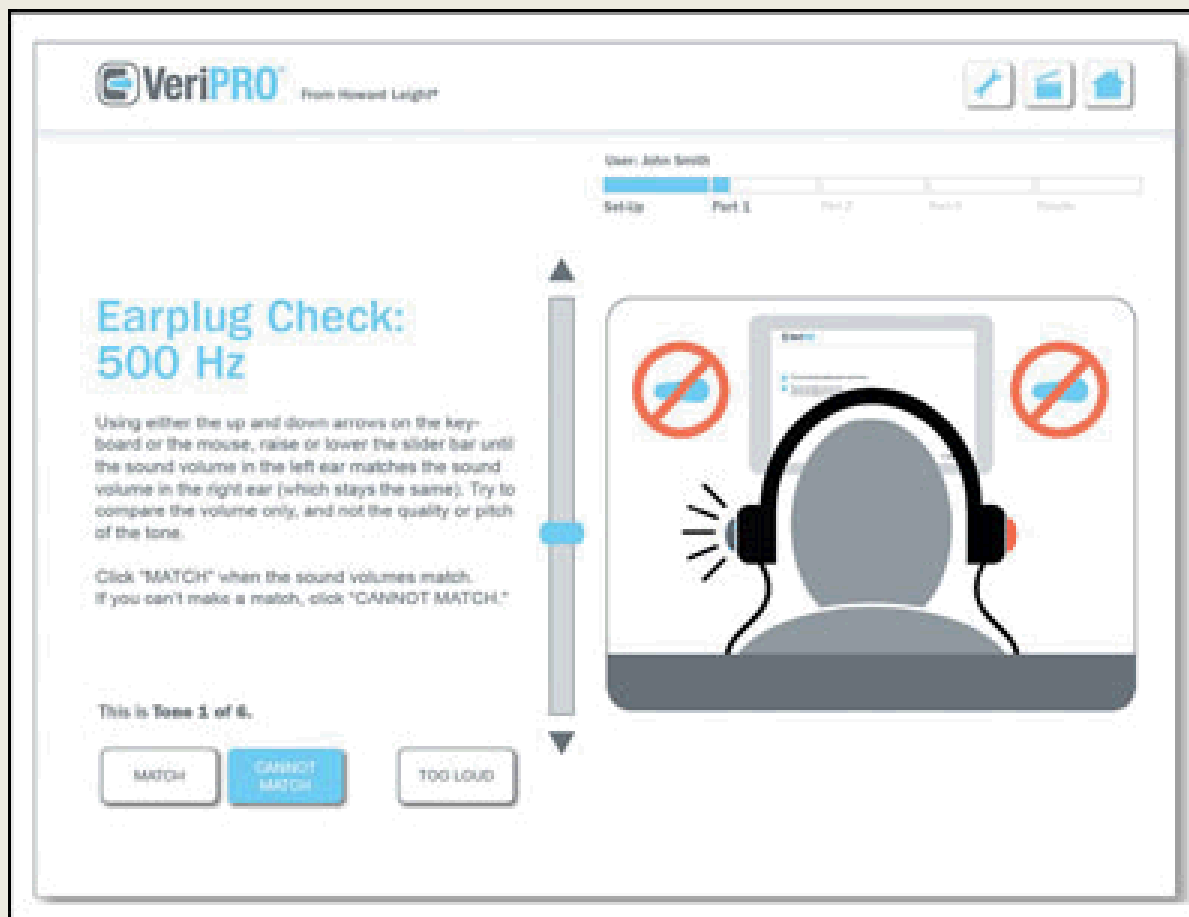 VeriPRO™ From Howard Leight®
User: John Smith
Set-Up Part 1 Part 2
Earplug Check:
500 Hz
Using either the up and down arrows on the key-
board or the mouse, raise or lower the slider bar until
the sound volume in the left ear matches the sound
volume in the right ear (which stays the same). Try to
compare the volume only, and not the quality or pitch
of the tone.
Click "MATCH" when the sound volumes match.
If you can't make a match, click "CANNOT MATCH."
This is Tone 1 of 6.
MATCH
CANNOT
MATCH
TOO LOUD